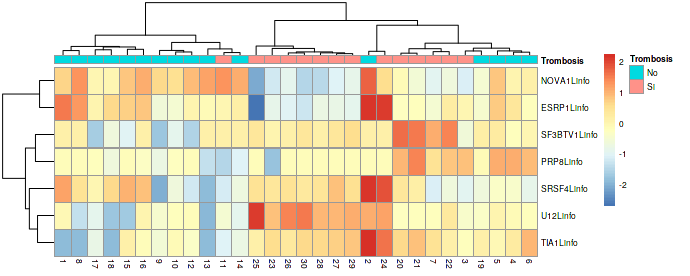 Trombosis
NOVA1Linfo
ESRP1Linfo
SF3BTV1Linfo
PRP8Linfo
SRSF4Linfo
U12Linfo
TIA1Linfo
1 8 17 18 15 16 9 10 12 13 11 14 25 23 26 30 28 27 29 2 24 20 21 7 22 3 19 5 4 6
2
1
0
-1
-2
Trombosis
No
Si